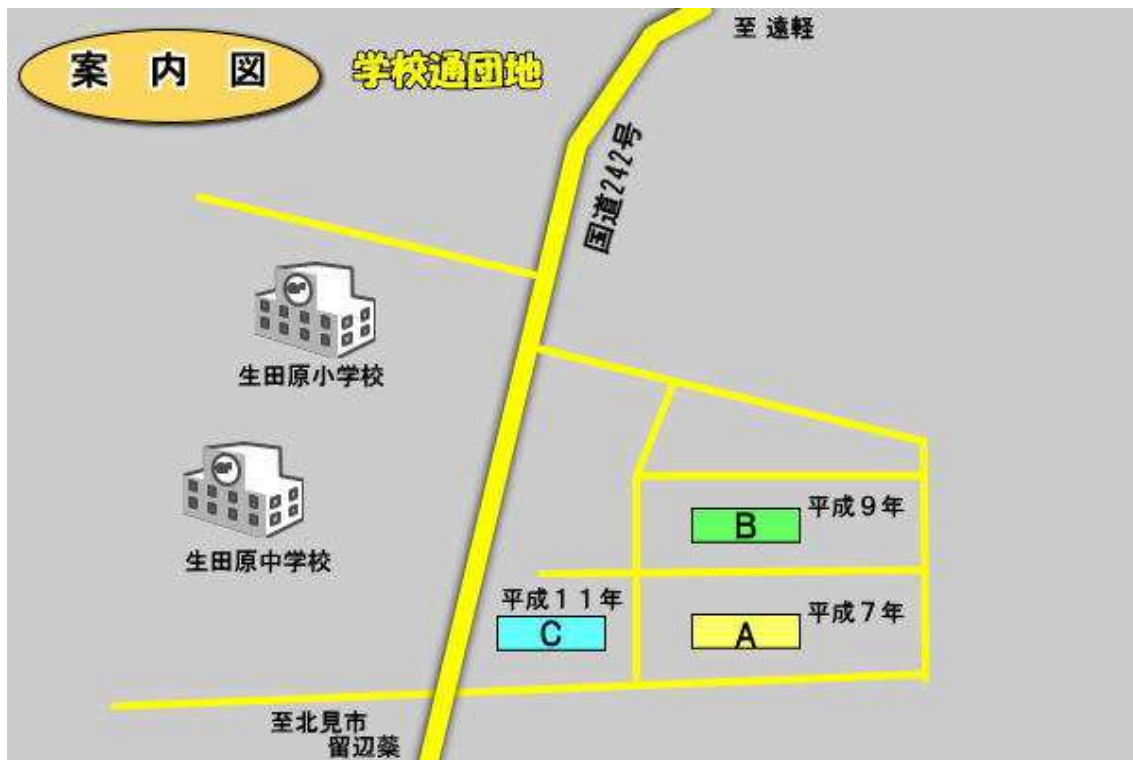 案 内 図
学校通団地
至 遠軽
国道242号
生田原小学校
生田原中学校
平成９年
B
平成１１年
C
平成７年
A
至北見市
留辺蘂